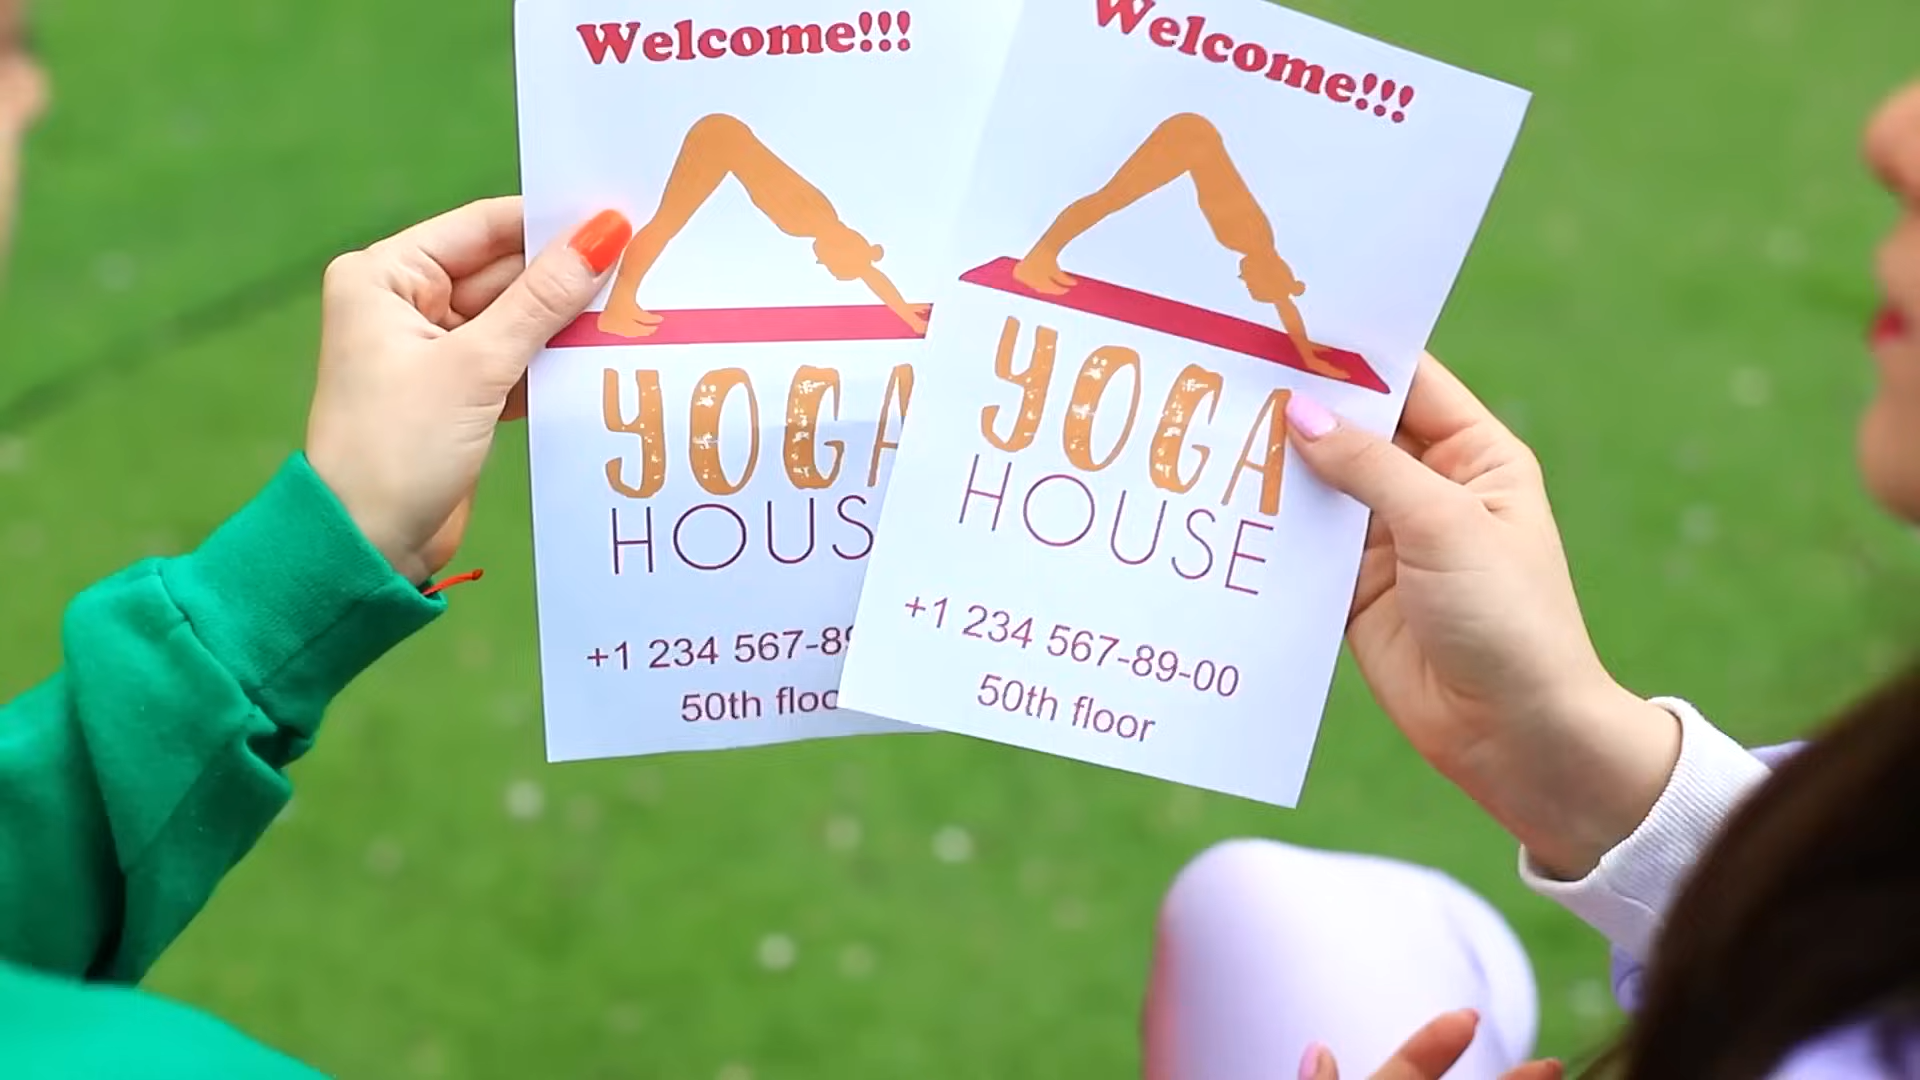 Welcome!!!
YOGA
HOUS
+1 234 567-89
50th floo
Welcome!!!
YOGA
HOUSE
+1 234 567-89-00
50th floor